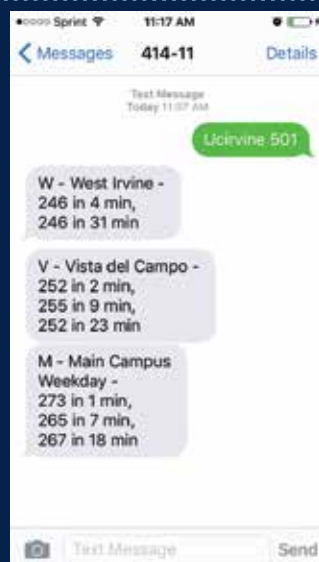 Sprint 11:17 AM
Messages 414-11 Details
Text Message
Today 11:07 AM
Ucirvine 501
W - West Irvine -
246 in 4 min,
246 in 31 min
V - Vista del Campo -
252 in 2 min,
255 in 9 min,
252 in 23 min
M - Main Campus
Weekday -
273 in 1 min,
265 in 7 min,
267 in 18 min
Text Message Send